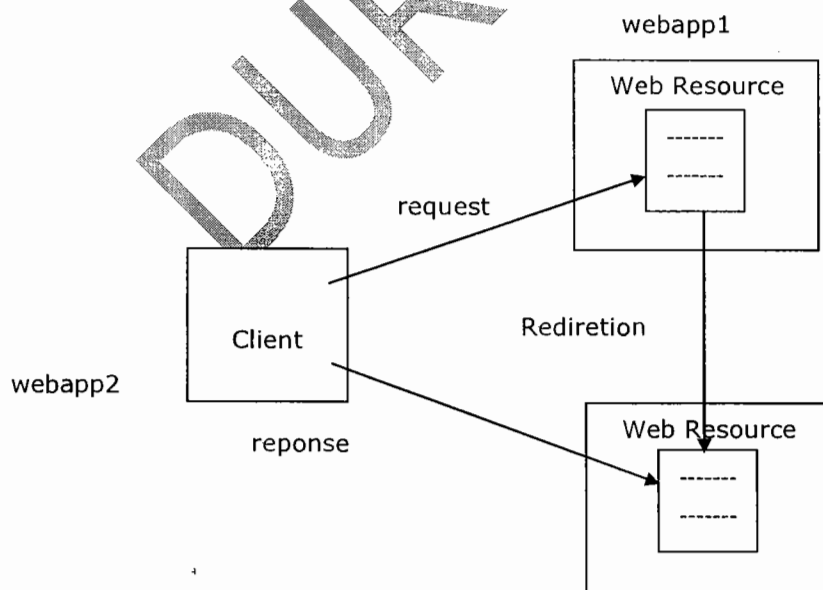 webapp1
Web Resource
request
Client
Rediretion
webapp2
Web Resource
reponse